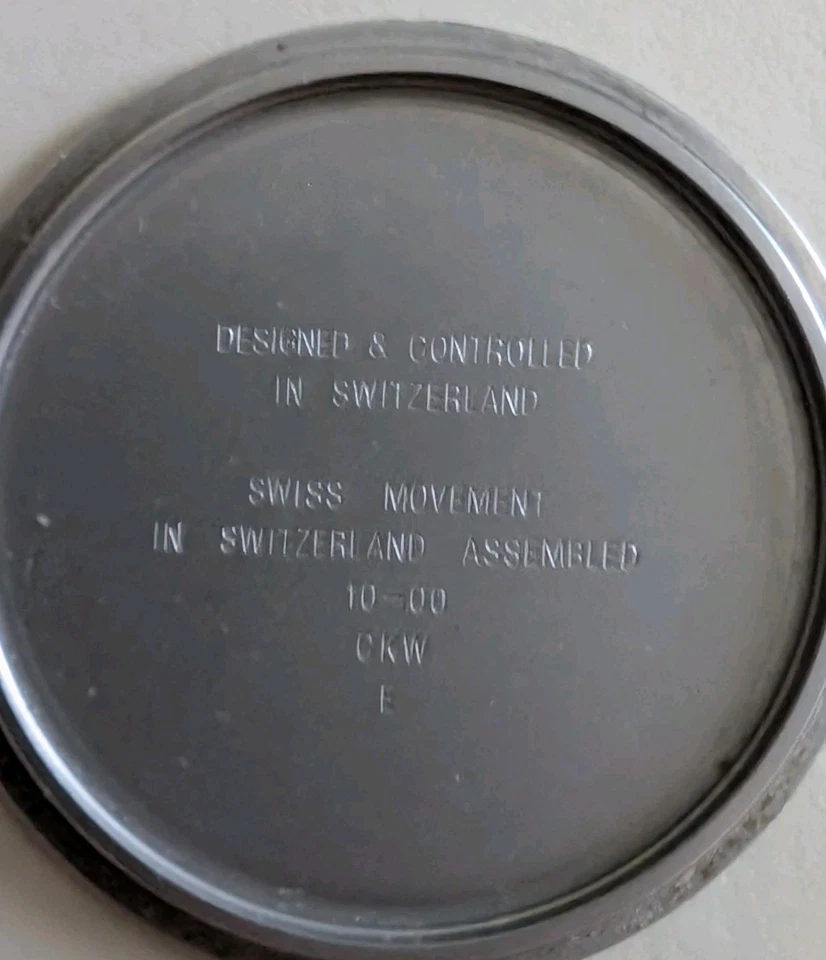 DESIGNED & CONTROLLED
IN SWITZERLAND
SWISS MOVEMENT
IN SWITZERLAND ASSEMBLED
10-00
CKW
E